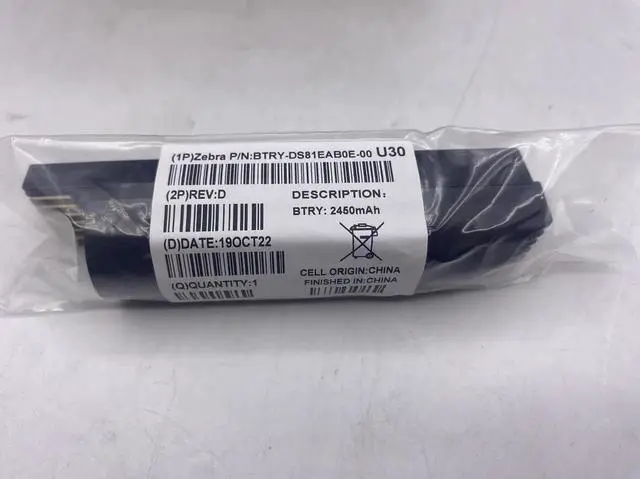 (1P)Zebra P/N:BTRY-DS81EAB0E-00 U30
(2P)REV:D
DESCRIPTION:
BTRY: 2450mAh
(D)DATE:19OCT22
CELL ORIGIN:CHINA
(Q)QUANTITY:1
FINISHED IN:CHINA